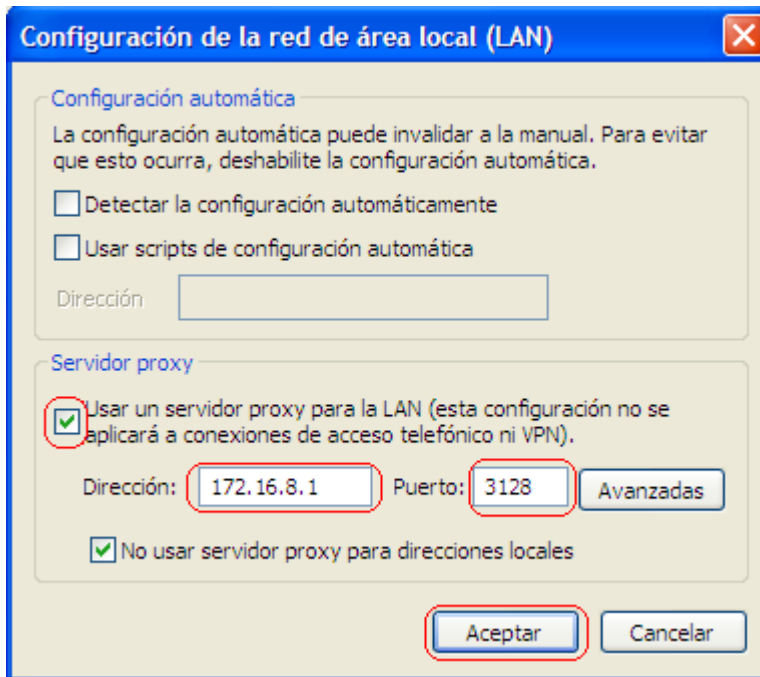 Configuración de la red de área local (LAN)
Configuración automática
La configuración automática puede invalidar a la manual. Para evitar
que esto ocurra, deshabilite la configuración automática.
Detectar la configuración automáticamente
Usar scripts de configuración automática
Dirección
Servidor proxy
Usar un servidor proxy para la LAN (esta configuración no se
aplicará a conexiones de acceso telefónico ni VPN).
Dirección: 172.16.8.1 Puerto: 3128 Avanzadas
No usar servidor proxy para direcciones locales
Aceptar Cancelar